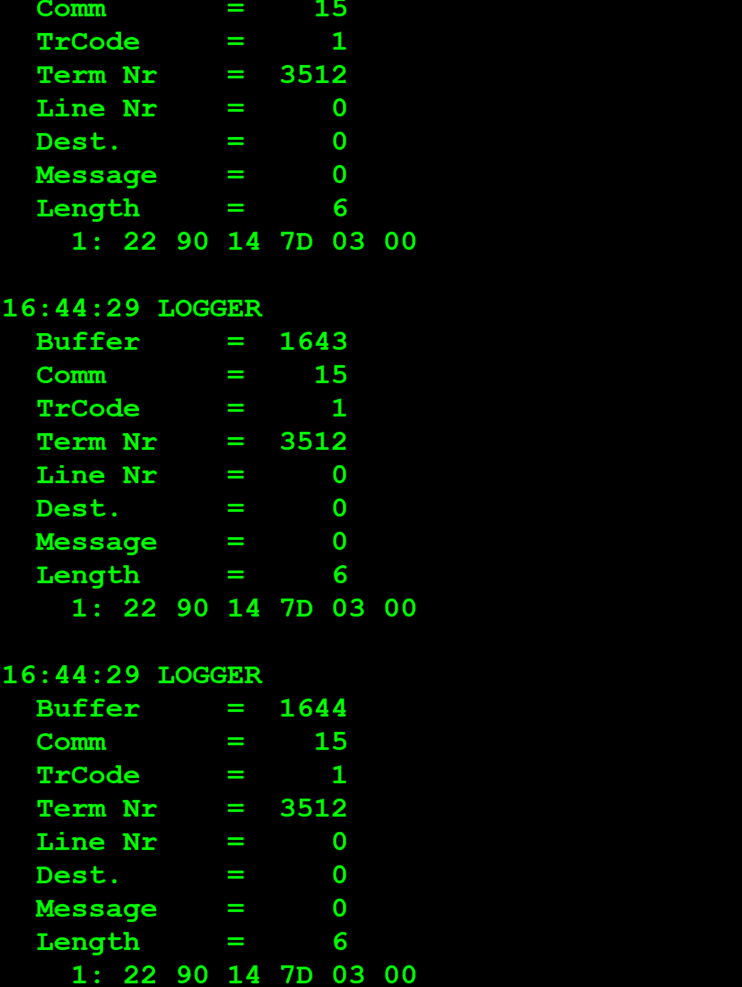 Comm       =    15
TrCode     =     1
Term Nr    =  3512
Line Nr    =     0
Dest.      =     0
Message    =     0
Length     =     6
1: 22 90 14 7D 03 00
16:44:29 LOGGER
Buffer     =  1643
Comm       =    15
TrCode     =     1
Term Nr    =  3512
Line Nr    =     0
Dest.      =     0
Message    =     0
Length     =     6
1: 22 90 14 7D 03 00
16:44:29 LOGGER
Buffer     =  1644
Comm       =    15
TrCode     =     1
Term Nr    =  3512
Line Nr    =     0
Dest.      =     0
Message    =     0
Length     =     6
1: 22 90 14 7D 03 00